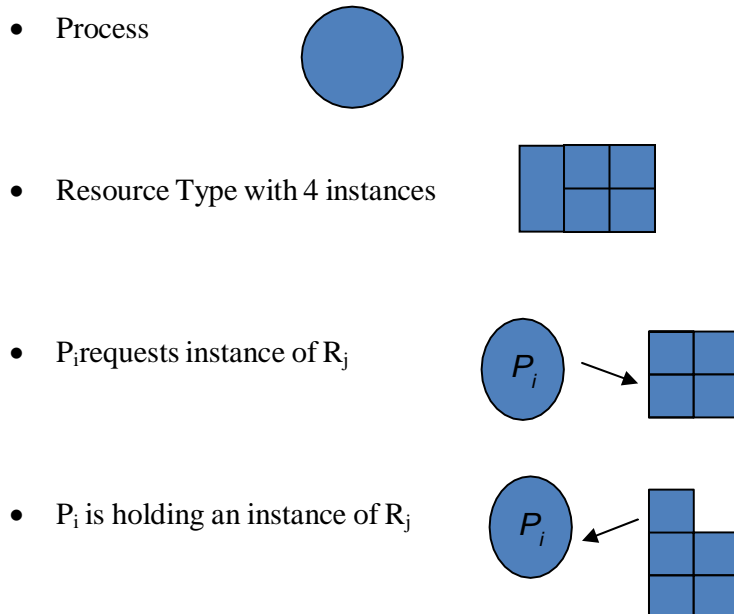 • Process
• Resource Type with 4 instances
• Pᵢrequests instance of Rⱼ
Pᵢ
• Pᵢ is holding an instance of Rⱼ
Pᵢ